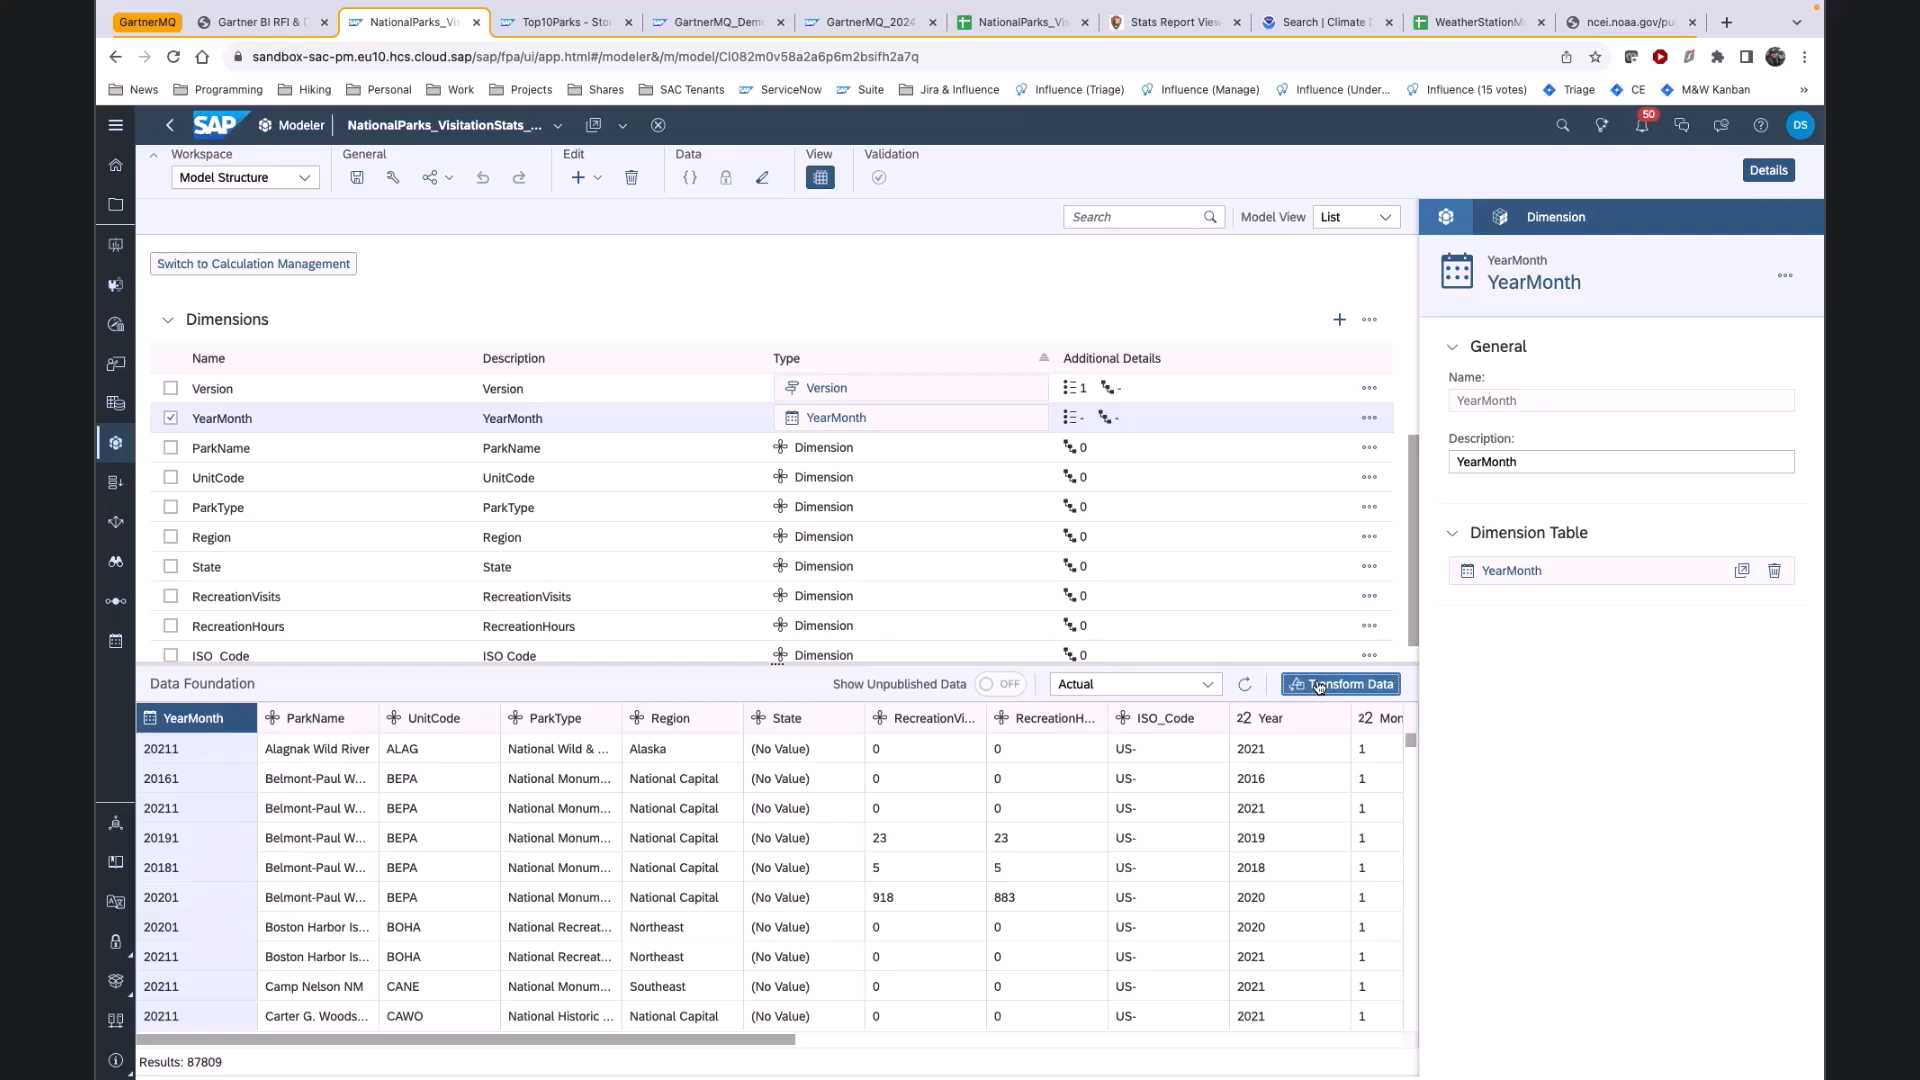 GartnerMQ
Gartner BI RFI & D
NationalParks_Vis
Top10Parks - Stor
GartnerMQ_Demo
GartnerMQ_2024
NationalParks_Vis
Stats Report View
Search | Climate D
WeatherStationMe
ncei.noaa.gov/pu
sandbox-sac-pm.eu10.hcs.cloud.sap/sap/fpa/ui/app.html#/modeler&/m/model/Cl082m0v58a2a6p6m2bsifh2a7q
News Programming Hiking Personal Work Projects Shares SAC Tenants ServiceNow Suite Jira & Influence Influence (Triage) Influence (Manage) Influence (Under... Influence (15 votes) Triage CE M&W Kanban »
SAP Modeler NationalParks_VisitationStats_... 50 DS
Workspace General Edit Data View Validation
Model Structure
Details
Search Model View List
Dimension
Switch to Calculation Management
YearMonth
YearMonth
Dimensions
General
Name Description Type Additional Details
Name:
YearMonth
Version Version Version 1 -
YearMonth YearMonth YearMonth - -
Description:
YearMonth
ParkName ParkName Dimension 0
UnitCode UnitCode Dimension 0
ParkType ParkType Dimension 0
Region Region Dimension 0
Dimension Table
State State Dimension 0
YearMonth
RecreationVisits RecreationVisits Dimension 0
RecreationHours RecreationHours Dimension 0
ISO_Code ISO Code Dimension 0
Data Foundation Show Unpublished Data OFF Actual Transform Data
YearMonth ParkName UnitCode ParkType Region State RecreationVi... RecreationH... ISO_Code Year Mon
20211 Alagnak Wild River ALAG National Wild & ... Alaska (No Value) 0 0 US- 2021 1
20161 Belmont-Paul W... BEPA National Monum... National Capital (No Value) 0 0 US- 2016 1
20211 Belmont-Paul W... BEPA National Monum... National Capital (No Value) 0 0 US- 2021 1
20191 Belmont-Paul W... BEPA National Monum... National Capital (No Value) 23 23 US- 2019 1
20181 Belmont-Paul W... BEPA National Monum... National Capital (No Value) 5 5 US- 2018 1
20201 Belmont-Paul W... BEPA National Monum... National Capital (No Value) 918 883 US- 2020 1
20201 Boston Harbor Is... BOHA National Recreat... Northeast (No Value) 0 0 US- 2020 1
20211 Boston Harbor Is... BOHA National Recreat... Northeast (No Value) 0 0 US- 2021 1
20211 Camp Nelson NM CANE National Monum... Southeast (No Value) 0 0 US- 2021 1
20211 Carter G. Woods... CAWO National Historic ... National Capital (No Value) 0 0 US- 2021 1
Results: 87809